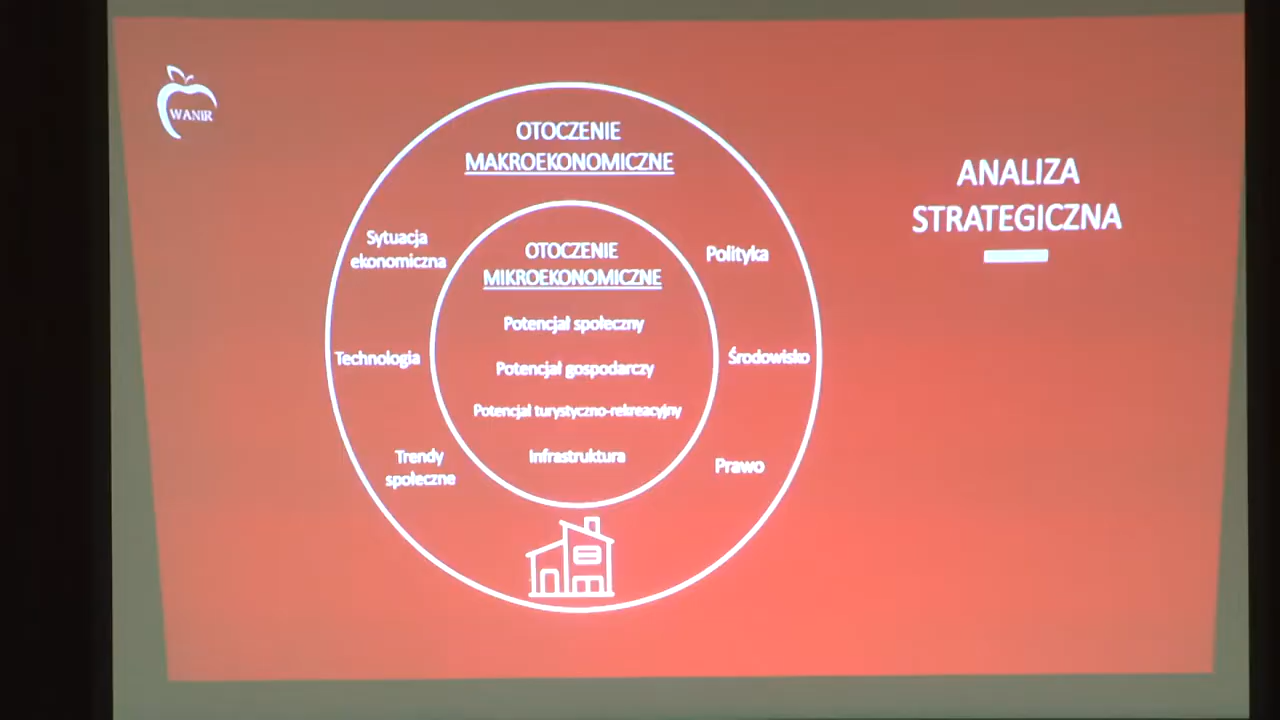 WANIR
OTOCZENIE
MAKROEKONOMICZNE
ANALIZA
STRATEGICZNA
Sytuacja
ekonomiczna
OTOCZENIE
MIKROEKONOMICZNE
Polityka
Potencjał społeczny
Technologia
Potencjał gospodarczy
Środowisko
Potencjał turystyczno-rekreacyjny
Trendy
społeczne
Infrastruktura
Prawo